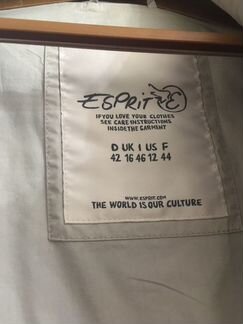 ESPRIT
IF YOU LOVE YOUR CLOTHES
SEE CARE INSTRUCTIONS
INSIDE THE GARMENT
D UK I US F
42 16 46 12 44
WWW.ESPRIT.COM
THE WORLD IS OUR CULTURE